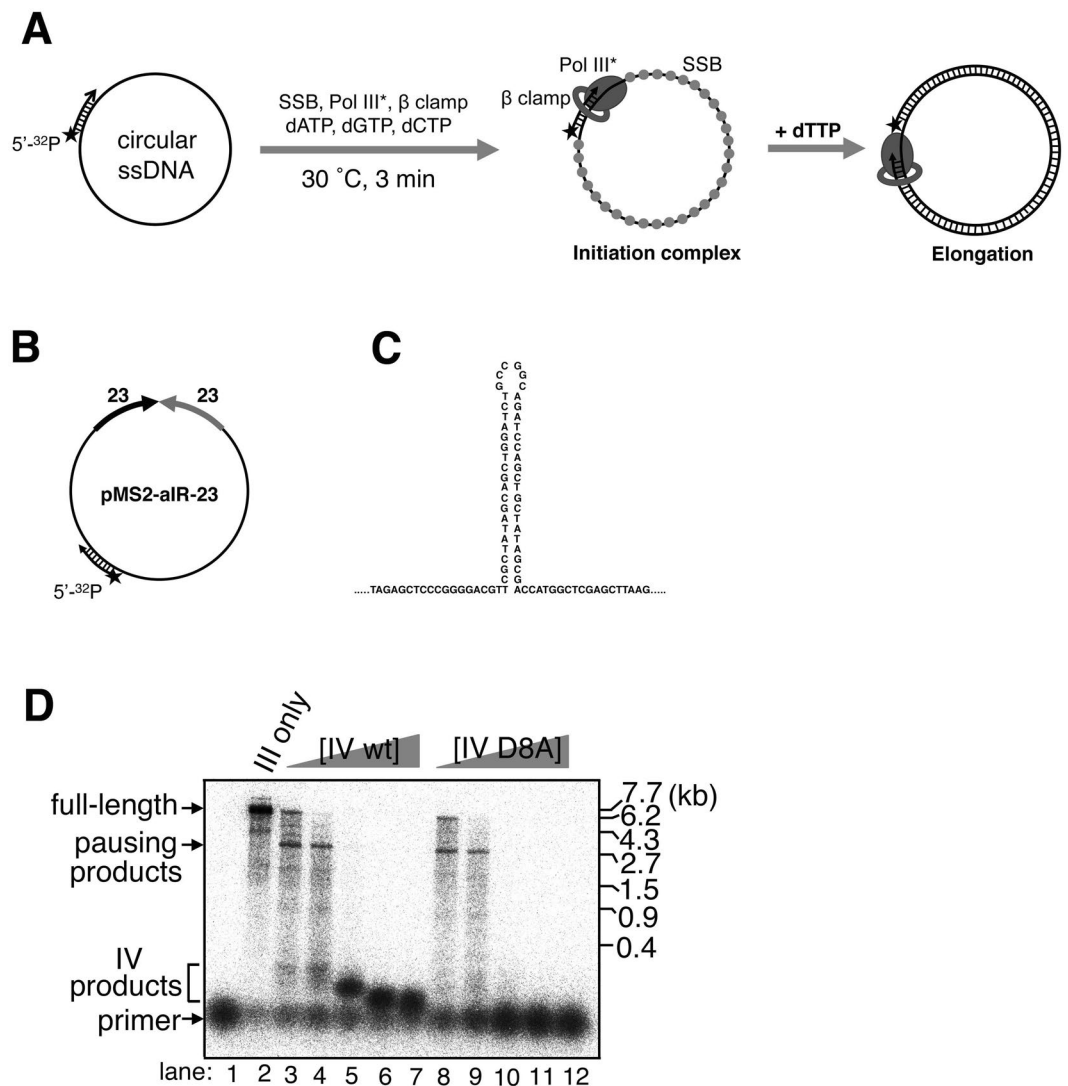 A
5'-³²P
circular
ssDNA
SSB, Pol III*, β clamp
dATP, dGTP, dCTP
30 ˚C, 3 min
Pol III*
SSB
β clamp
Initiation complex
+ dTTP
Elongation
B
23 23
pMS2-aIR-23
5'-³²P
C
C G
C G
G C
T A
C G
T A
A T
G C
G C
T A
C G
G C
A T
C G
G C
A T
T A
A T
T A
C G
G C
C G
.....TAGAGCTCCCGGGGACGTT ACCATGGCTCGAGCTTAAG.....
D
III only
[IV wt]
[IV D8A]
full-length
pausing
products
IV
products
primer
7.7 (kb)
6.2
4.3
2.7
1.5
0.9
0.4
lane: 1 2 3 4 5 6 7 8 9 10 11 12